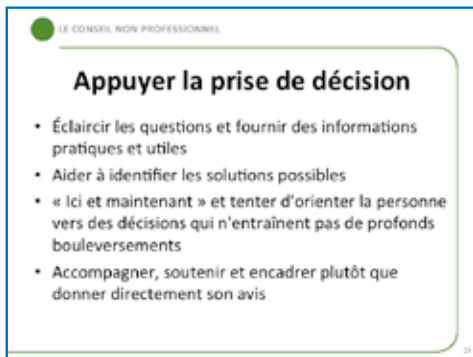 LE CONSEIL NON PROFESSIONNEL
Appuyer la prise de décision
• Éclaircir les questions et fournir des informations
pratiques et utiles
• Aider à identifier les solutions possibles
• « Ici et maintenant » et tenter d'orienter la personne
vers des décisions qui n'entraînent pas de profonds
bouleversements
• Accompagner, soutenir et encadrer plutôt que
donner directement son avis